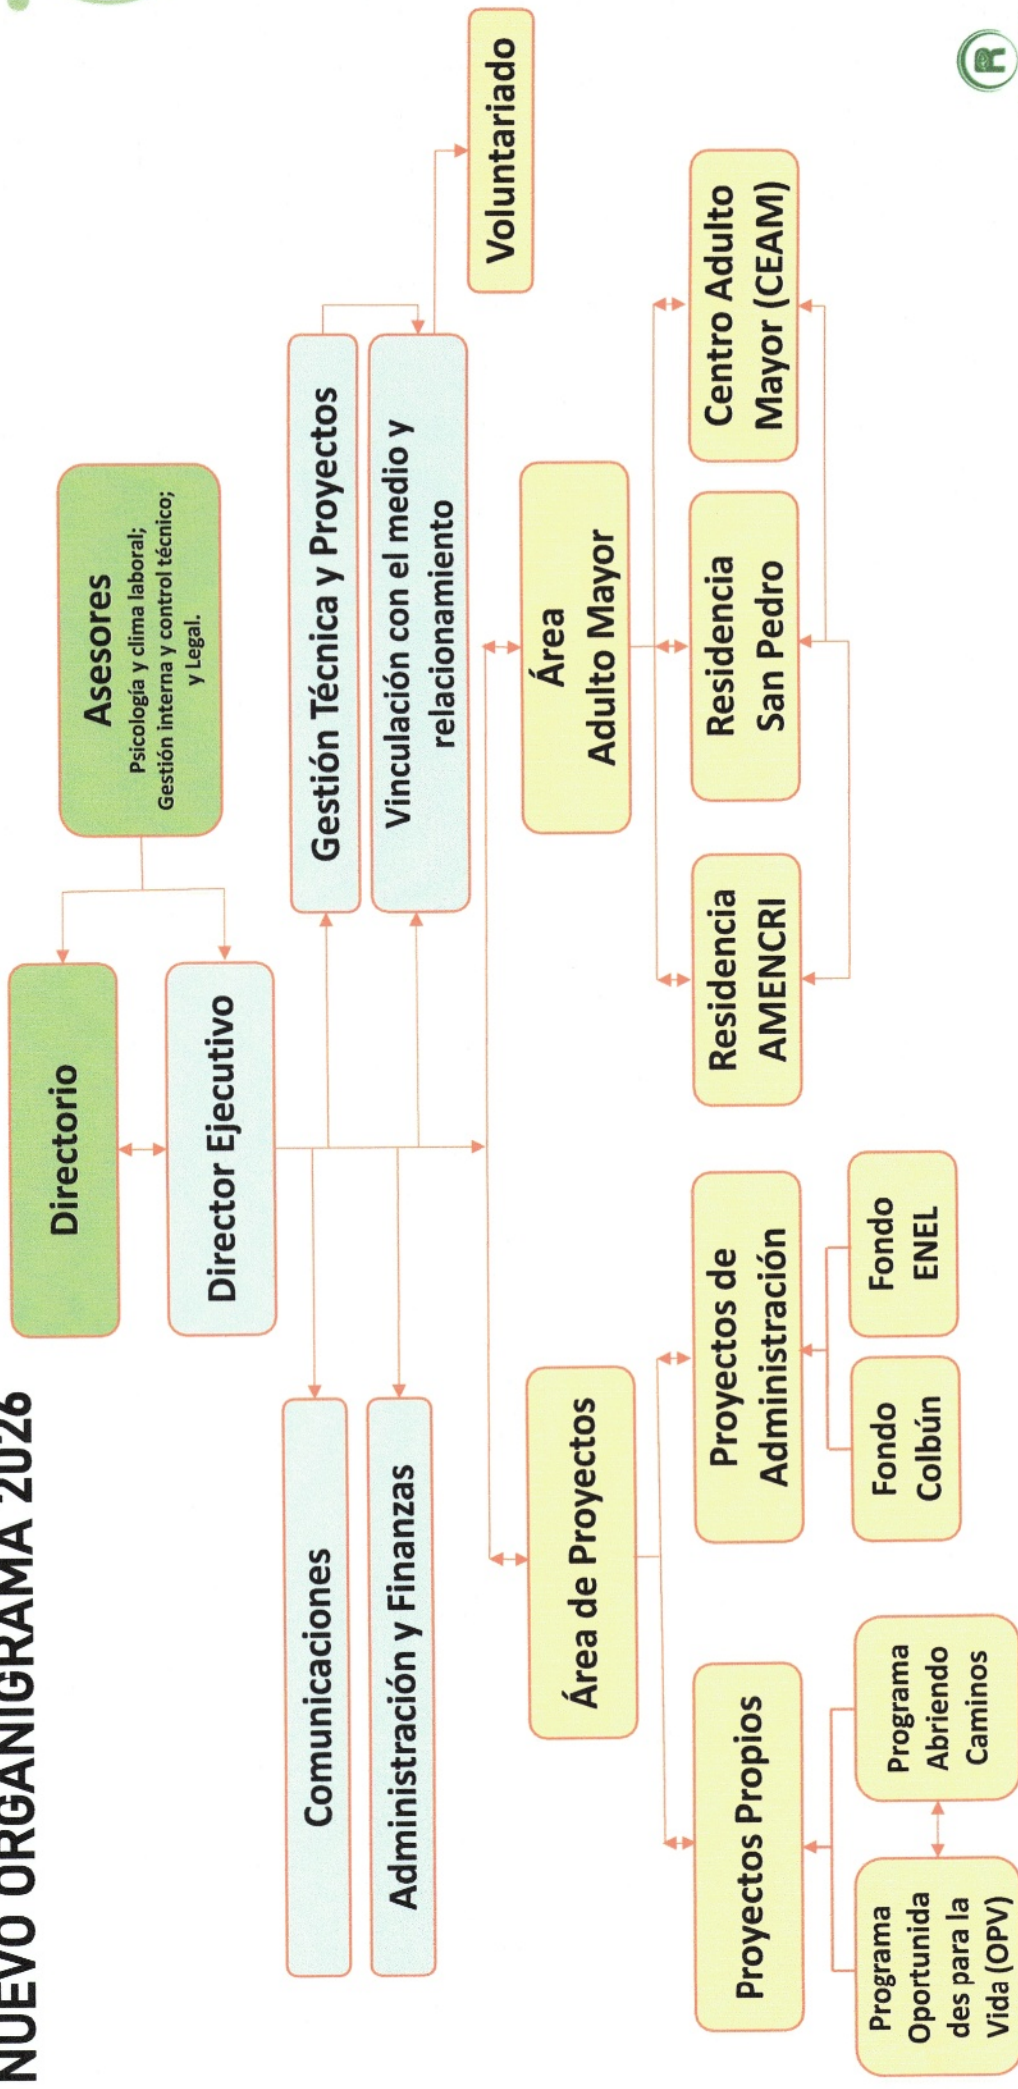 NUEVO ORGANIGRAMA 2026
Directorio
Asesores
Psicología y clima laboral;
Gestión interna y control técnico;
y Legal.
Director Ejecutivo
Comunicaciones
Gestión Técnica y Proyectos
Administración y Finanzas
Vinculación con el medio y
relacionamiento
Voluntariado
Área de Proyectos
Área
Adulto Mayor
Proyectos Propios
Proyectos de
Administración
Residencia
AMENCRI
Residencia
San Pedro
Centro Adulto
Mayor (CEAM)
Programa
Oportunida
des para la
Vida (OPV)
Programa
Abriendo
Caminos
Fondo
Colbún
Fondo
ENEL
R